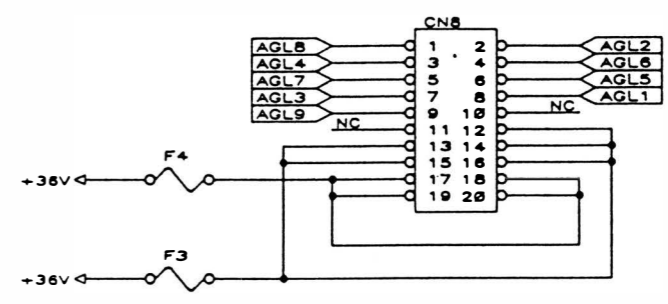 CN8
AGL8 1 2 AGL2
AGL4 3 4 AGL6
AGL7 5 6 AGL5
AGL3 7 8 AGL1
AGL9 9 10 NC
NC 11 12
13 14
F4 15 16
+36V 17 18
19 20
F3
+36V